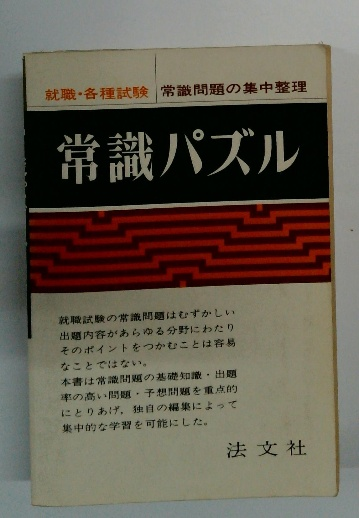 就職・各種試験 常識問題の集中整理
常識パズル
就職試験の常識問題はむずかしい
出題内容があらゆる分野にわたり
そのポイントをつかむことは容易
なことではない。
本書は常識問題の基礎知識・出題
率の高い問題・予想問題を重点的
にとりあげ，独自の編集によって
集中的な学習を可能にした。
法文社